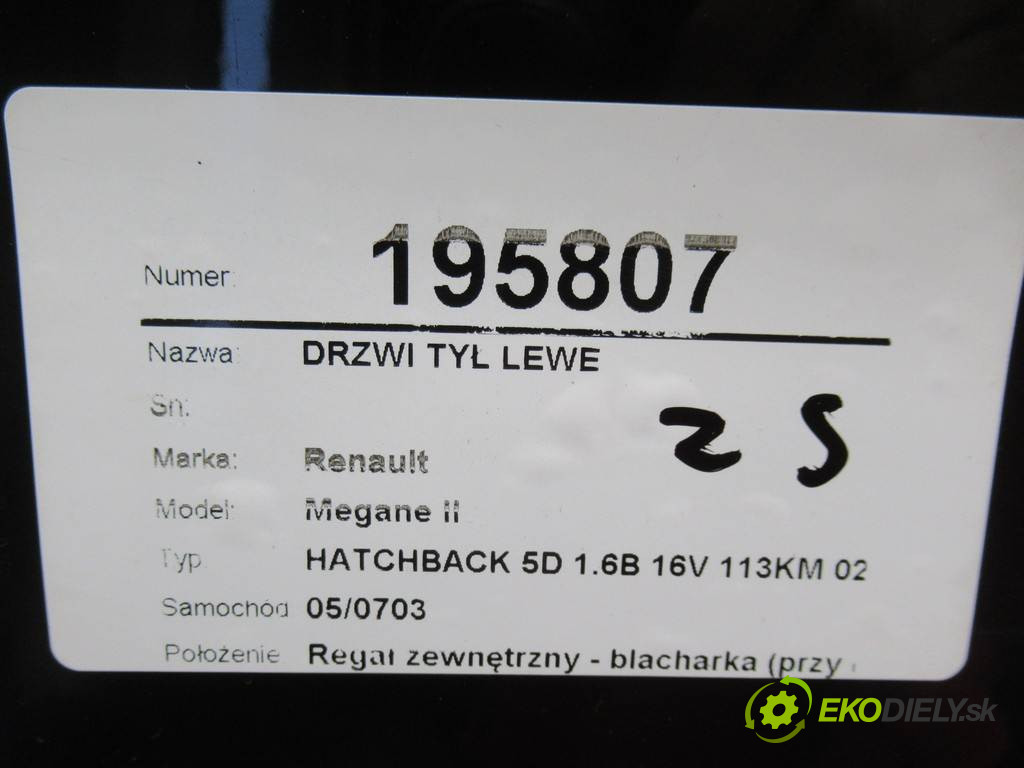 Numer: 195807
Nazwa: DRZWI TYŁ LEWE
Sn: 
Marka: Renault
Model: Megane II
Typ: HATCHBACK 5D 1.6B 16V 113KM 02
Samochód 05/0703
Położenie Regał zewnętrzny - blacharka (przy
EKODIELY.sk